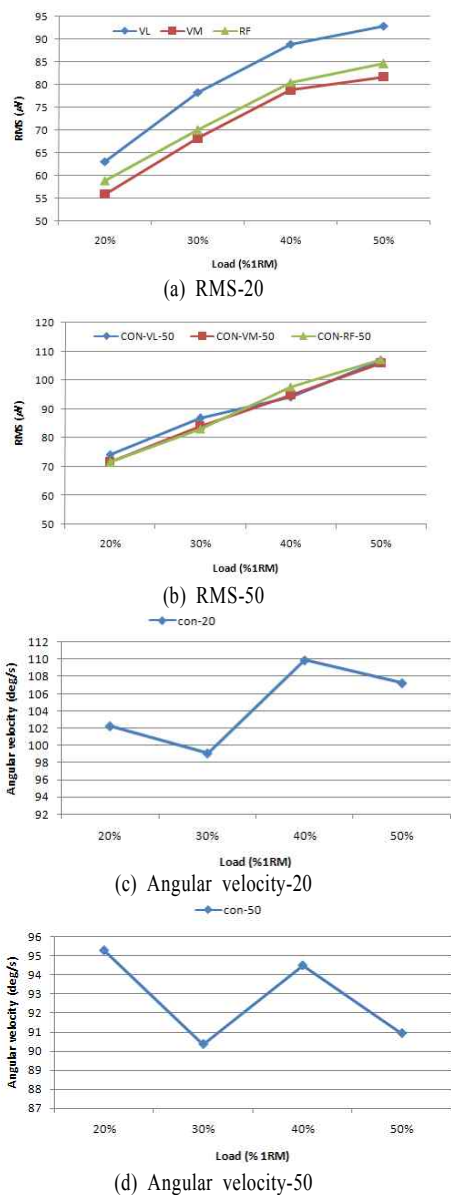 VL VM RF
95
90
85
80
75
70
65
60
55
50
RMS (㎶)
20% 30% 40% 50%
Load (%1RM)
(a) RMS-20
CON-VL-50 CON-VM-50 CON-RF-50
120
110
100
90
80
70
60
50
RMS (㎶)
20% 30% 40% 50%
Load (%1RM)
(b) RMS-50
con-20
112
110
108
106
104
102
100
98
96
94
92
Angular velocity (deg/s)
20% 30% 40% 50%
Load (%1RM)
(c) Angular velocity-20
con-50
96
95
94
93
92
91
90
89
88
87
Angular velocity (deg/s)
20% 30% 40% 50%
Load (% 1RM)
(d) Angular velocity-50